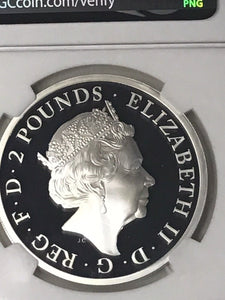 GCcoin.com/verify
PNG
ELIZABETH II · D · G · REG · F · D · 2 POUNDS ·
JC